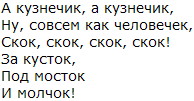 А кузнечик, а кузнечик,
Ну, совсем как человечек,
Скок, скок, скок, скок!
За кусток,
Под мосток
И молчок!